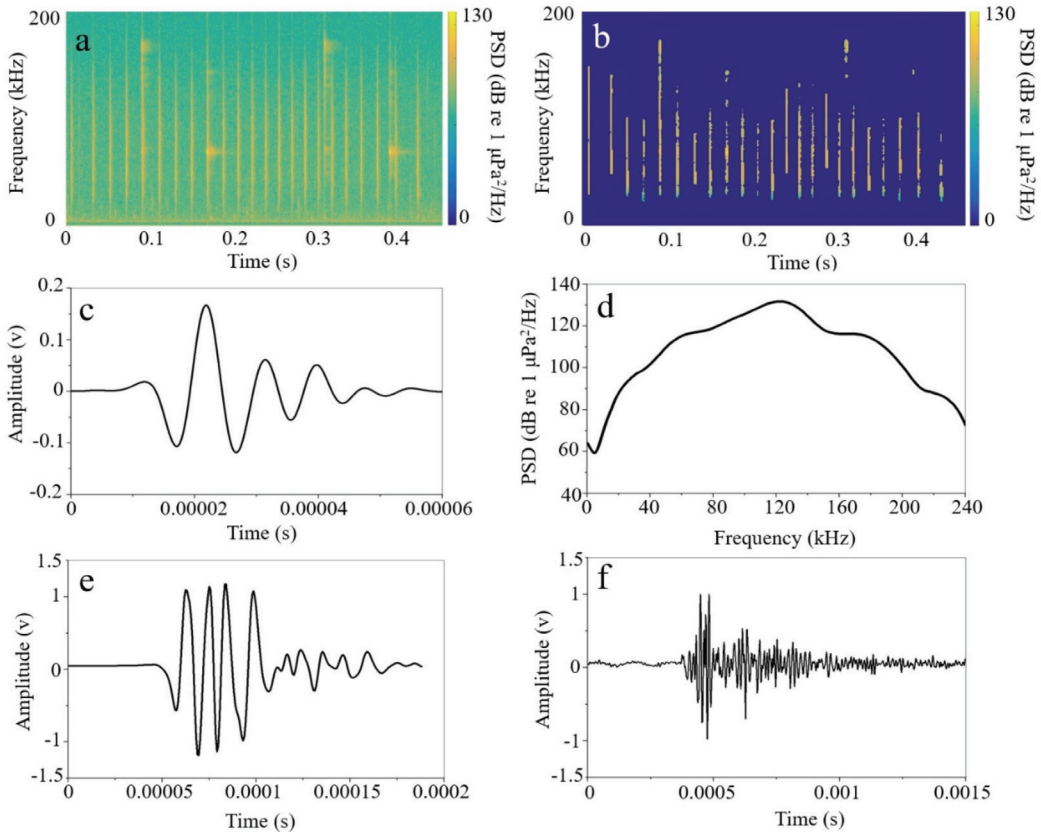 a
200
0
Frequency (kHz)
0 0.1 0.2 0.3 0.4
Time (s)
130
0
PSD (dB re 1 μPa²/Hz)
b
200
100
0
Frequency (kHz)
0 0.1 0.2 0.3 0.4
Time (s)
130
0
PSD (dB re 1 μPa²/Hz)
c
0.2
0.1
0
-0.1
-0.2
Amplitude (v)
0 0.00002 0.00004 0.00006
Time (s)
d
140
120
100
80
60
40
PSD (dB re 1 μPa²/Hz)
0 40 80 120 160 200 240
Frequency (kHz)
e
1.5
1
0
-1
-1.5
Amplitude (v)
0 0.00005 0.0001 0.00015 0.0002
Time (s)
f
1.5
1
0
-1
-1.5
Amplitude (v)
0 0.0005 0.001 0.0015
Time (s)